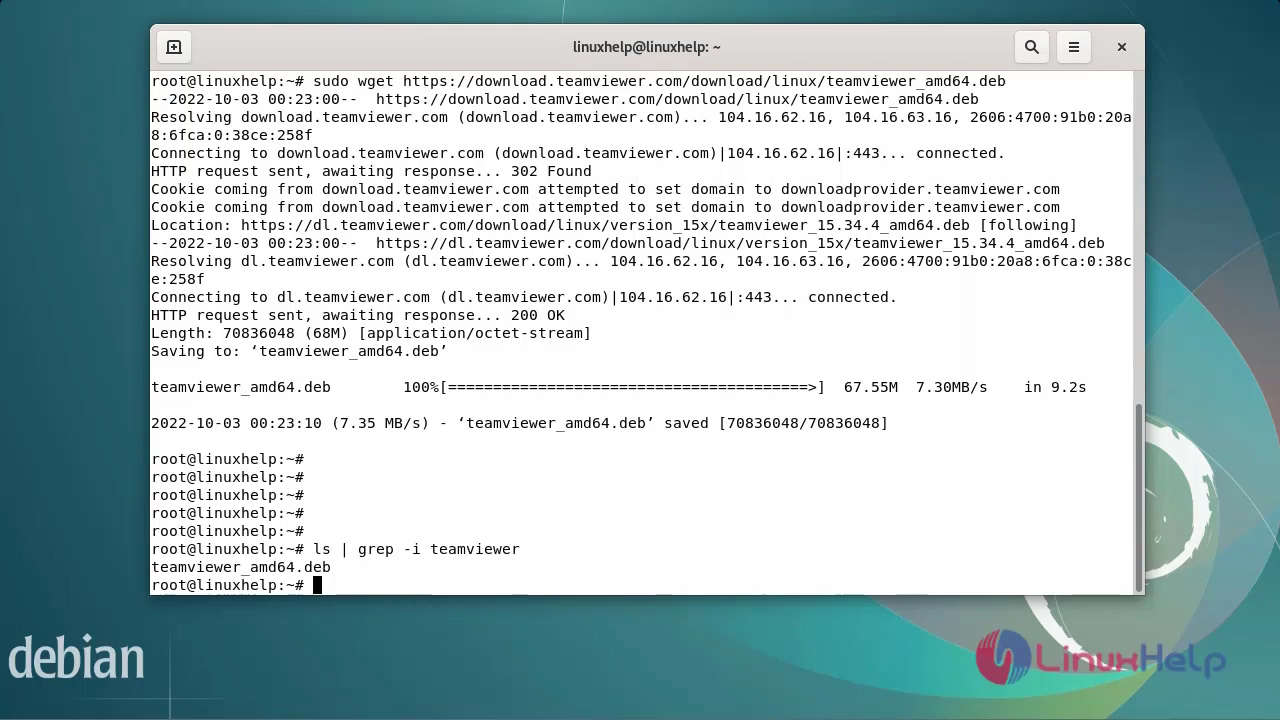 linuxhelp@linuxhelp: ~
root@linuxhelp:~# sudo wget https://download.teamviewer.com/download/linux/teamviewer_amd64.deb
--2022-10-03 00:23:00--  https://download.teamviewer.com/download/linux/teamviewer_amd64.deb
Resolving download.teamviewer.com (download.teamviewer.com)... 104.16.62.16, 104.16.63.16, 2606:4700:91b0:20a
8:6fca:0:38ce:258f
Connecting to download.teamviewer.com (download.teamviewer.com)|104.16.62.16|:443... connected.
HTTP request sent, awaiting response... 302 Found
Cookie coming from download.teamviewer.com attempted to set domain to downloadprovider.teamviewer.com
Cookie coming from download.teamviewer.com attempted to set domain to downloadprovider.teamviewer.com
Location: https://dl.teamviewer.com/download/linux/version_15x/teamviewer_15.34.4_amd64.deb [following]
--2022-10-03 00:23:00--  https://dl.teamviewer.com/download/linux/version_15x/teamviewer_15.34.4_amd64.deb
Resolving dl.teamviewer.com (dl.teamviewer.com)... 104.16.62.16, 104.16.63.16, 2606:4700:91b0:20a8:6fca:0:38c
e:258f
Connecting to dl.teamviewer.com (dl.teamviewer.com)|104.16.62.16|:443... connected.
HTTP request sent, awaiting response... 200 OK
Length: 70836048 (68M) [application/octet-stream]
Saving to: ‘teamviewer_amd64.deb’
teamviewer_amd64.deb        100%[========================================>]  67.55M  7.30MB/s    in 9.2s
2022-10-03 00:23:10 (7.35 MB/s) - ‘teamviewer_amd64.deb’ saved [70836048/70836048]
root@linuxhelp:~#
root@linuxhelp:~#
root@linuxhelp:~#
root@linuxhelp:~#
root@linuxhelp:~#
root@linuxhelp:~# ls | grep -i teamviewer
teamviewer_amd64.deb
root@linuxhelp:~#
debian
LinuxHelp